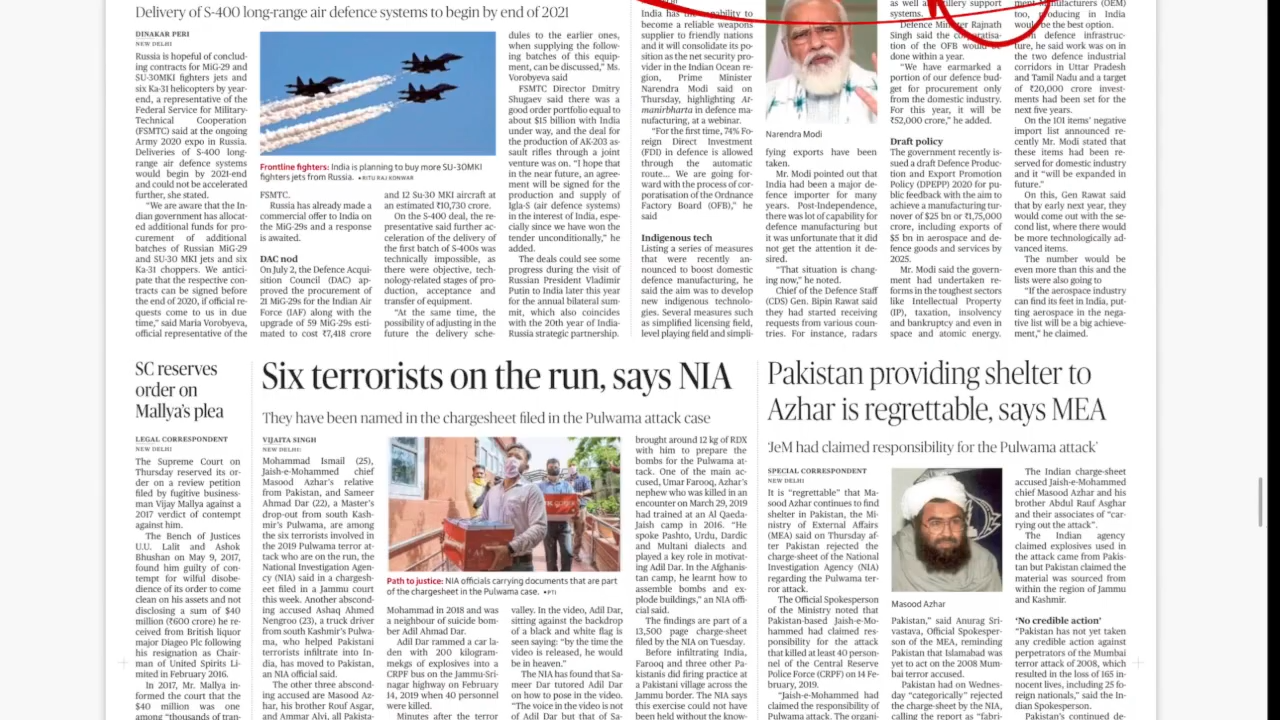 Delivery of S-400 long-range air defence systems to begin by end of 2021
DINAKAR PERI
NEW DELHI
Russia is hopeful of conclud-
ing contracts for MiG-29 and
SU-30MKI fighters jets and
six Ka-31 helicopters by year-
end, a representative of the
Federal Service for Military-
Technical Cooperation
(FSMTC) said at the ongoing
Army 2020 expo in Russia.
Deliveries of S-400 long-
range air defence systems
would begin by 2021-end
and could not be accelerated
further, she stated.
“We are aware that the In-
dian government has allocat-
ed additional funds for pro-
curement of additional
batches of Russian MiG-29
and SU-30 MKI jets and six
Ka-31 choppers. We antici-
pate that the respective con-
tracts can be signed before
the end of 2020, if official re-
quests come to us in due
time,” said Maria Vorobyeva,
official representative of the
Frontline fighters: India is planning to buy more SU-30MKI
fighters jets from Russia. •RITU RAJ KONWAR
FSMTC.
Russia has already made a
commercial offer to India on
the MiG-29s and a response
is awaited.
DAC nod
On July 2, the Defence Acqui-
sition Council (DAC) ap-
proved the procurement of
21 MiG-29s for the Indian Air
Force (IAF) along with the
upgrade of 59 MiG-29s esti-
mated to cost ₹7,418 crore
and 12 Su-30 MKI aircraft at
an estimated ₹10,730 crore.
On the S-400 deal, the re-
presentative said further ac-
celeration of the delivery of
the first batch of S-400s was
technically impossible, as
there were objective, tech-
nology-related stages of pro-
duction, acceptance and
transfer of equipment.
“At the same time, the
possibility of adjusting in the
future the delivery sche-
dules to the earlier ones,
when supplying the follow-
ing batches of this equip-
ment, can be discussed,” Ms.
Vorobyeva said
FSMTC Director Dmitry
Shugaev said there was a
good order portfolio equal to
about $15 billion with India
under way, and the deal for
the production of AK-203 as-
sault rifles through a joint
venture was on. “I hope that
in the near future, an agree-
ment will be signed for the
production and supply of
Igla-S (air defence systems)
in the interest of India, espe-
cially since we have won the
tender unconditionally,” he
added.
The deals could see some
progress during the visit of
Russian President Vladimir
Putin to India later this year
for the annual bilateral sum-
mit, which also coincides
with the 20th year of India-
Russia strategic partnership.
India has the capability to
become a reliable weapons
supplier to friendly nations
and it will consolidate its po-
sition as the net security pro-
vider in the Indian Ocean re-
gion, Prime Minister
Narendra Modi said on
Thursday, highlighting At-
manirbharta in defence ma-
nufacturing, at a webinar.
“For the first time, 74% Fo-
reign Direct Investment
(FDI) in defence is allowed
through the automatic
route... We are going for-
ward with the process of cor-
poratisation of the Ordnance
Factory Board (OFB),” he
said
Indigenous tech
Listing a series of measures
that were recently an-
nounced to boost domestic
defence manufacturing, he
said the aim was to develop
new indigenous technolo-
gies. Several measures such
as simplified licensing field,
level playing field and simpli-
Narendra Modi
fying exports have been
taken.
Mr. Modi pointed out that
India had been a major de-
fence importer for many
years. Post-Independence,
there was lot of capability for
defence manufacturing but
it was unfortunate that it did
not get the attention it de-
sired.
“That situation is chang-
ing now,” he noted.
Chief of the Defence Staff
(CDS) Gen. Bipin Rawat said
they had started receiving
requests from various coun-
tries. For instance, radars
as well artillery support
systems.
Defence Minister Rajnath
Singh said the corporatisa-
tion of the OFB would be
done within a year.
“We have earmarked a
portion of our defence bud-
get for procurement only
from the domestic industry.
For this year, it will be
₹52,000 crore,” he added.
Draft policy
The government recently is-
sued a draft Defence Produc-
tion and Export Promotion
Policy (DPEPP) 2020 for pu-
blic feedback with the aim to
achieve a manufacturing tur-
nover of $25 bn or ₹1,75,000
crore, including exports of
$5 bn in aerospace and de-
fence goods and services by
2025.
Mr. Modi said the govern-
ment had undertaken re-
forms in the toughest sectors
like Intellectual Property
(IP), taxation, insolvency
and bankruptcy and even in
space and atomic energy.
ment Manufacturers (OEM)
too, producing in India
would be the best option.
On defence infrastruc-
ture, he said work was on in
the two defence industrial
corridors in Uttar Pradesh
and Tamil Nadu and a target
of ₹20,000 crore invest-
ments had been set for the
next five years.
On the 101 items’ negative
import list announced re-
cently Mr. Modi stated that
these items had been re-
served for domestic industry
and it “will be expanded in
future.”
On this, Gen Rawat said
that by early next year, they
would come out with the se-
cond list, where there would
be more technologically ad-
vanced items.
The number would be
even more than this and the
lists were also going to
“If the aerospace industry
can find its feet in India, put-
ting aerospace in the nega-
tive list will be a big achieve-
ment,” he claimed.
SC reserves
order on
Mallya’s plea
LEGAL CORRESPONDENT
NEW DELHI
The Supreme Court on
Thursday reserved its or-
der on a review petition
filed by fugitive business-
man Vijay Mallya against a
2017 verdict of contempt
against him.
The Bench of Justices
U.U. Lalit and Ashok
Bhushan on May 9, 2017,
found him guilty of con-
tempt for wilful disobe-
dience of its order to come
clean on his assets and not
disclosing a sum of $40
million (₹600 crore) he re-
ceived from British liquor
major Diageo Plc following
his resignation as Chair-
man of United Spirits Li-
mited in February 2016.
In 2017, Mr. Mallya in-
formed the court that the
$40 million was one
among “thousands of tran-
Six terrorists on the run, says NIA
They have been named in the chargesheet filed in the Pulwama attack case
VIJAITA SINGH
NEW DELHI:
Mohammad Ismail (25),
Jaish-e-Mohammed chief
Masood Azhar’s relative
from Pakistan, and Sameer
Ahmad Dar (22), a Master’s
drop-out from south Kash-
mir’s Pulwama, are among
the six terrorists involved in
the 2019 Pulwama terror at-
tack who are on the run, the
National Investigation Agen-
cy (NIA) said in a chargesh-
eet filed in a Jammu court
this week. Another abscond-
ing accused Ashaq Ahmed
Nengroo (23), a truck driver
from south Kashmir’s Pulwa-
ma, who helped Pakistani
terrorists infiltrate into In-
dia, has moved to Pakistan,
an NIA official said.
The other three abscond-
ing accused are Masood Az-
har, his brother Rouf Asgar,
and Ammar Alvi, all Pakista-
Path to justice: NIA officials carrying documents that are part
of the chargesheet in the Pulwama case. •PTI
Mohammad in 2018 and was
a neighbour of suicide bom-
ber Adil Ahmad Dar.
Adil Dar rammed a car la-
den with 200 kilogram-
mekgs of explosives into a
CRPF bus on the Jammu-Sri-
nagar highway on February
14, 2019 when 40 personnel
were killed.
Minutes after the terror
valley. In the video, Adil Dar,
sitting against the backdrop
of a black and white flag is
seen saying: “by the time the
video is released, he would
be in heaven.”
The NIA has found that Sa-
meer Dar tutored Adil Dar
on how to pose in the video.
“The voice in the video is not
of Adil Dar but that of Sa-
brought around 12 kg of RDX
with him to prepare the
bombs for the Pulwama at-
tack. One of the main ac-
cused, Umar Farooq, Azhar’s
nephew who was killed in an
encounter on March 29, 2019
had trained at an Al Qaeda-
Jaish camp in 2016. “He
spoke Pashto, Urdu, Dardic
and Multani dialects and
played a key role in motivat-
ing Adil Dar. In the Afghanis-
tan camp, he learnt how to
assemble bombs and ex-
plode buildings,” an NIA offi-
cial said.
The findings are part of a
13,500 page charge-sheet
filed by the NIA on Tuesday.
Before infiltrating India,
Farooq and three other Pa-
kistanis did firing practice at
a Pakistani village across the
Jammu border. The NIA says
this exercise could not have
been held without the know-
Pakistan providing shelter to
Azhar is regrettable, says MEA
‘JeM had claimed responsibility for the Pulwama attack’
SPECIAL CORRESPONDENT
NEW DELHI
It is “regrettable” that Ma-
sood Azhar continues to find
shelter in Pakistan, the Mi-
nistry of External Affairs
(MEA) said on Thursday af-
ter Pakistan rejected the
charge-sheet of the National
Investigation Agency (NIA)
regarding the Pulwama ter-
ror attack.
The Official Spokesperson
of the Ministry noted that
Pakistan-based Jaish-e-Mo-
hammed had claimed res-
ponsibility for the attack
that killed at least 40 person-
nel of the Central Reserve
Police Force (CRPF) on 14 Fe-
bruary, 2019.
“Jaish-e-Mohammed had
claimed the responsibility of
Pulwama attack. The organi-
Masood Azhar
Pakistan,” said Anurag Sri-
vastava, Official Spokesper-
son of the MEA, reminding
Pakistan that Islamabad was
yet to act on the 2008 Mum-
bai terror accused.
Pakistan had on Wednes-
day “categorically” rejected
the charge-sheet by the NIA,
calling the report as “fabri-
The Indian charge-sheet
accused Jaish-e-Mohammed
chief Masood Azhar and his
brother Abdul Rauf Asghar
and their associates of “car-
rying out the attack”.
The Indian agency
claimed explosives used in
the attack came from Pakis-
tan but Pakistan claimed the
material was sourced from
within the region of Jammu
and Kashmir.
‘No credible action’
“Pakistan has not yet taken
any credible action against
perpetrators of the Mumbai
terror attack of 2008, which
resulted in the loss of 165 in-
nocent lives, including 25 fo-
reign nationals,” said the In-
dian Spokesperson.
Pakistan’s continued de-